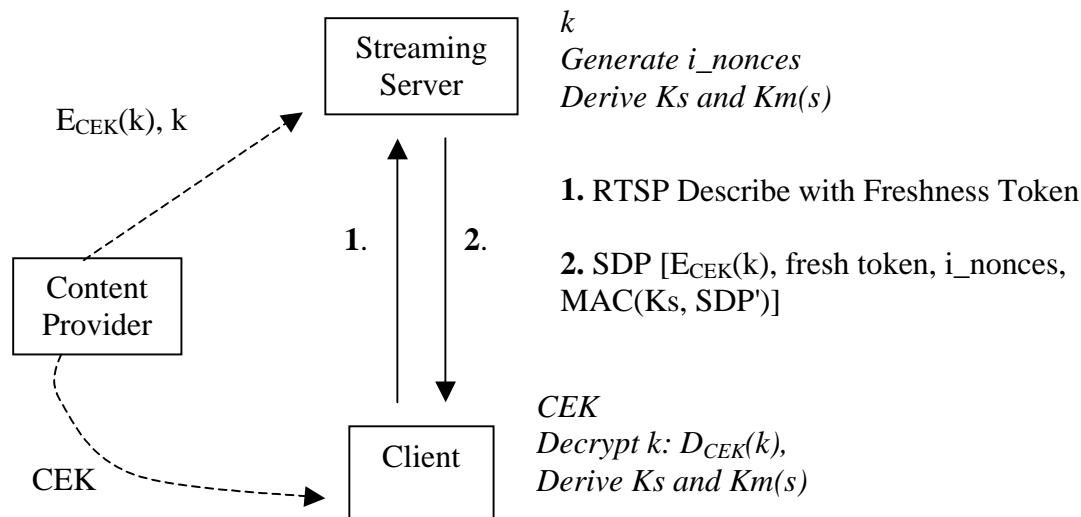 Streaming
Server
k
Generate i_nonces
Derive Ks and Km(s)
E_CEK(k), k
1. RTSP Describe with Freshness Token
1.
2.
2. SDP [E_CEK(k), fresh token, i_nonces,
MAC(Ks, SDP')]
Content
Provider
CEK
Decrypt k: D_CEK(k),
Derive Ks and Km(s)
Client
CEK